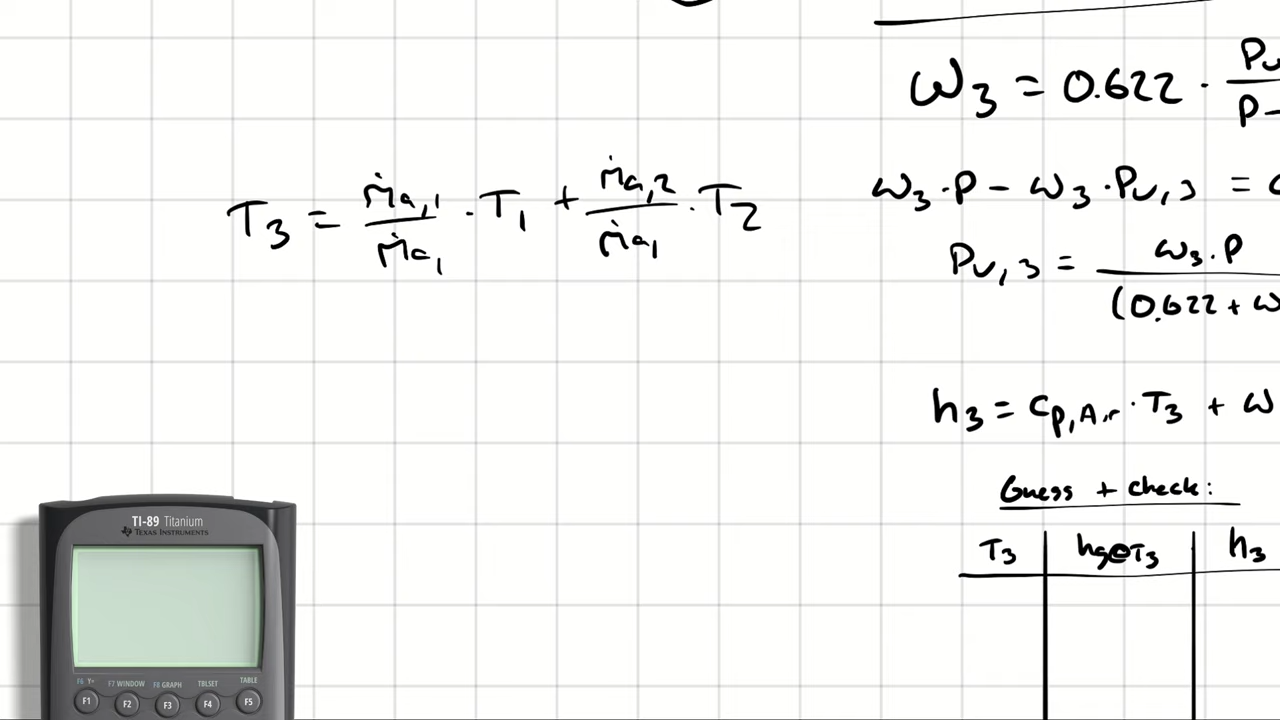 T₃ = ṁa,1/ṁa1 · T₁ + ṁa,2/ṁa1 · T₂
ω₃ = 0.622 · Pv/P-
ω₃·P - ω₃·Pv,3 =
Pv,3 = ω₃·P/(0.622 + ω
h₃ = Cp,Air · T₃ + ω
Guess + check:
T₃ hg@T₃ h₃
TI-89 Titanium
TEXAS INSTRUMENTS
F6 Y= F7 WINDOW F8 GRAPH TBLSET TABLE
F1 F2 F3 F4 F5